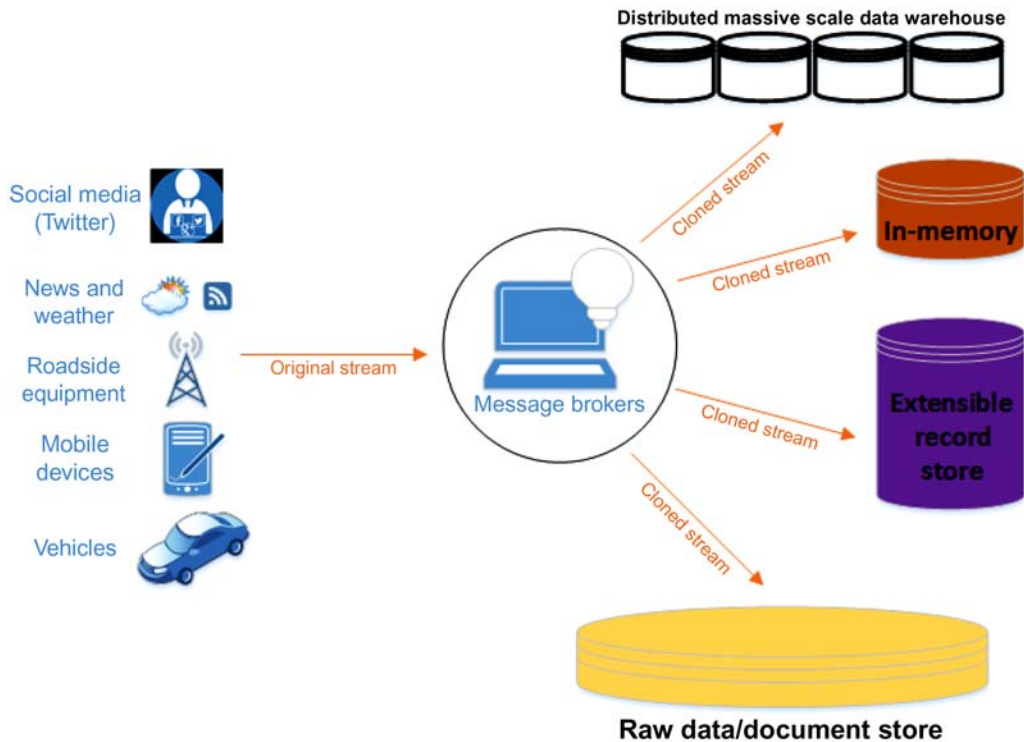 Distributed massive scale data warehouse
Social media
(Twitter)
News and
weather
Roadside
equipment
Mobile
devices
Vehicles
Original stream
Message brokers
Cloned stream
Cloned stream
Cloned stream
Cloned stream
In-memory
Extensible
record
store
Raw data/document store